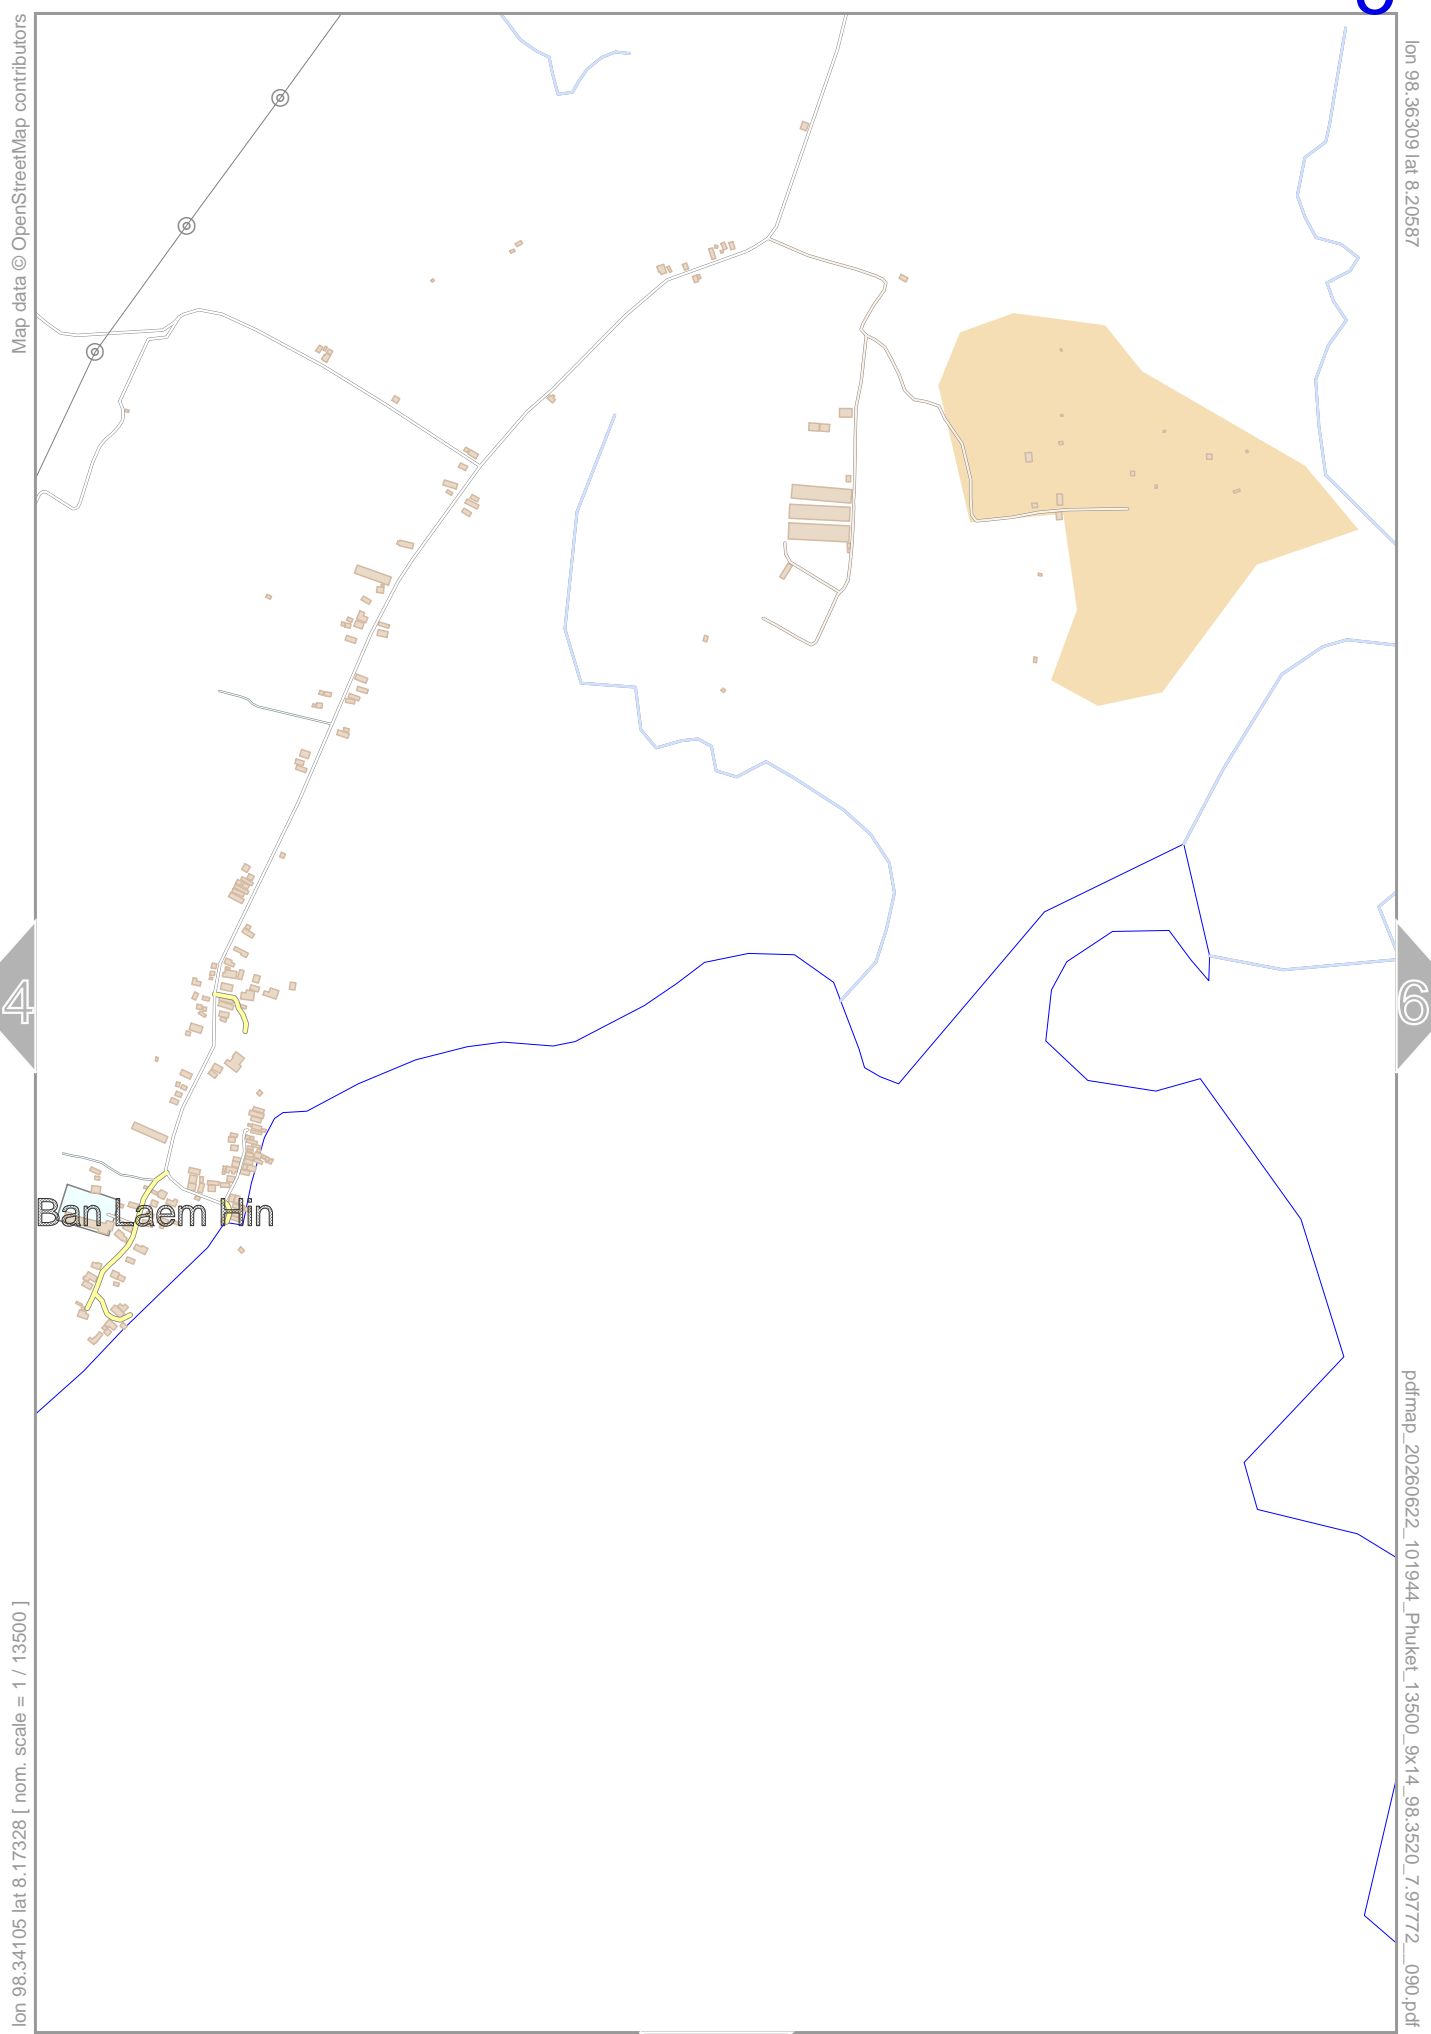 Map data © OpenStreetMap contributors
lon 98.36309 lat 8.20587
4
6
Ban Laem Hin
lon 98.34105 lat 8.17328 [ nom. scale = 1 / 13500 ]
pdfmap_20260622_101944_Phuket_13500_9x14_98.3520_7.97772__090.pdf